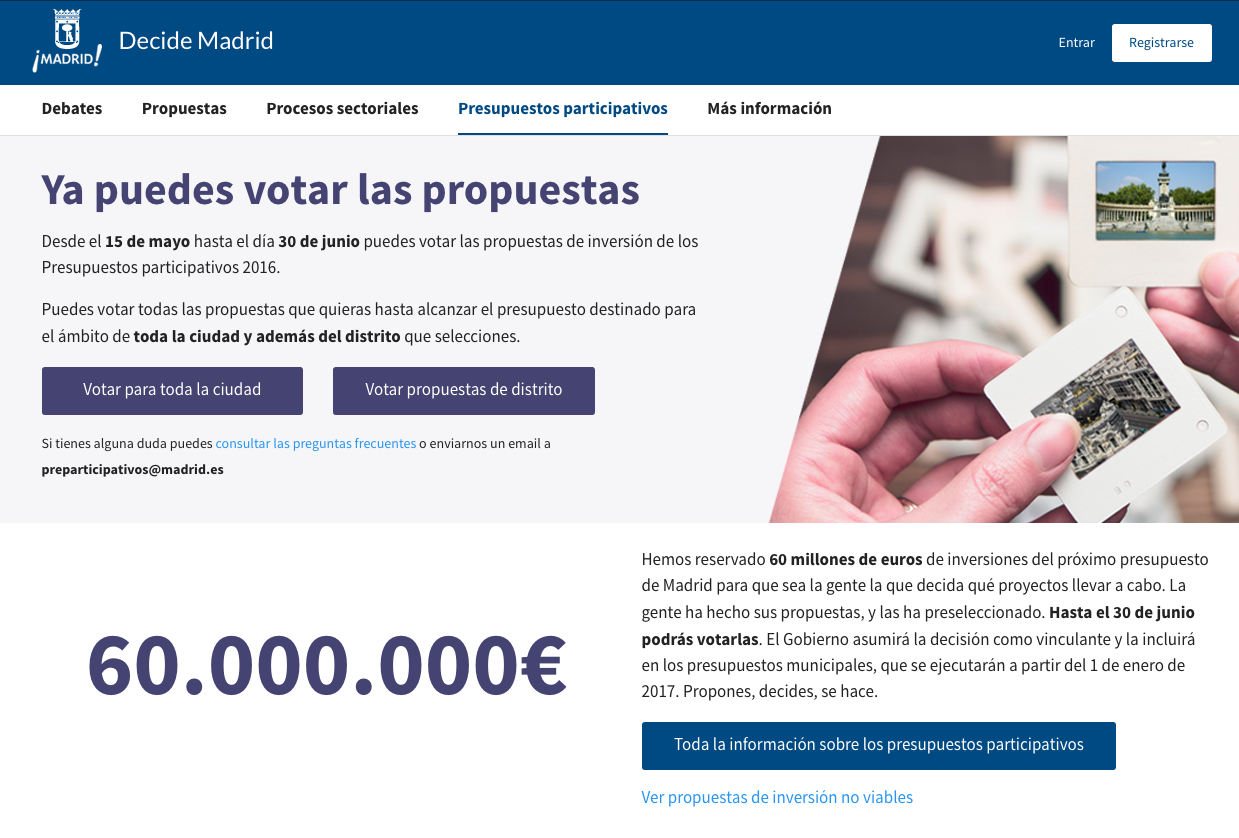 ¡MADRID!
Decide Madrid
Entrar
Registrarse
Debates
Propuestas
Procesos sectoriales
Presupuestos participativos
Más información
Ya puedes votar las propuestas
Desde el 15 de mayo hasta el día 30 de junio puedes votar las propuestas de inversión de los
Presupuestos participativos 2016.
Puedes votar todas las propuestas que quieras hasta alcanzar el presupuesto destinado para
el ámbito de toda la ciudad y además del distrito que selecciones.
Votar para toda la ciudad
Votar propuestas de distrito
Si tienes alguna duda puedes consultar las preguntas frecuentes o enviarnos un email a
preparticipativos@madrid.es
60.000.000€
Hemos reservado 60 millones de euros de inversiones del próximo presupuesto
de Madrid para que sea la gente la que decida qué proyectos llevar a cabo. La
gente ha hecho sus propuestas, y las ha preseleccionado. Hasta el 30 de junio
podrás votarlas. El Gobierno asumirá la decisión como vinculante y la incluirá
en los presupuestos municipales, que se ejecutarán a partir del 1 de enero de
2017. Propones, decides, se hace.
Toda la información sobre los presupuestos participativos
Ver propuestas de inversión no viables